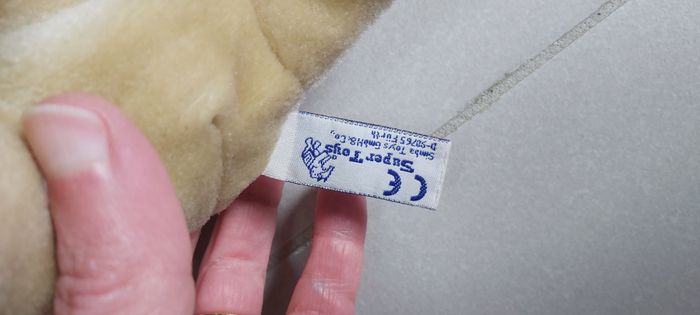 CE
Super Toys
Simba Toys GmbH & Co.,
D-90765 Fürth